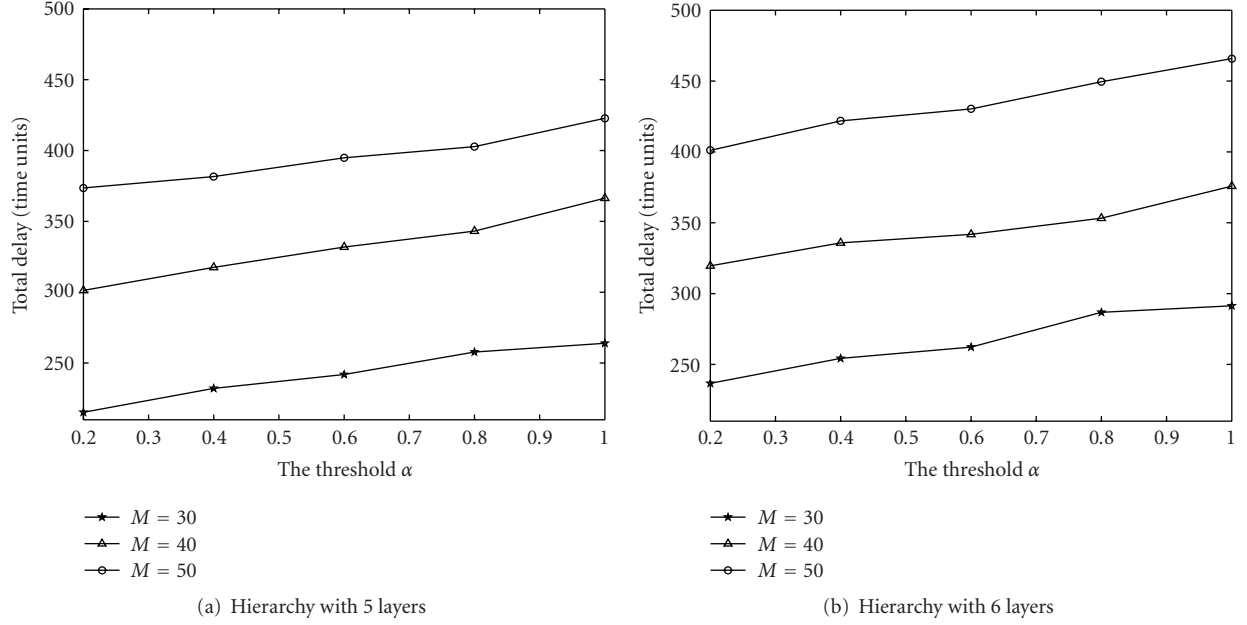 500
450
400
350
300
250
Total delay (time units)
0.2 0.3 0.4 0.5 0.6 0.7 0.8 0.9 1
The threshold α
M = 30
M = 40
M = 50
(a) Hierarchy with 5 layers
500
450
400
350
300
250
Total delay (time units)
0.2 0.3 0.4 0.5 0.6 0.7 0.8 0.9 1
The threshold α
M = 30
M = 40
M = 50
(b) Hierarchy with 6 layers